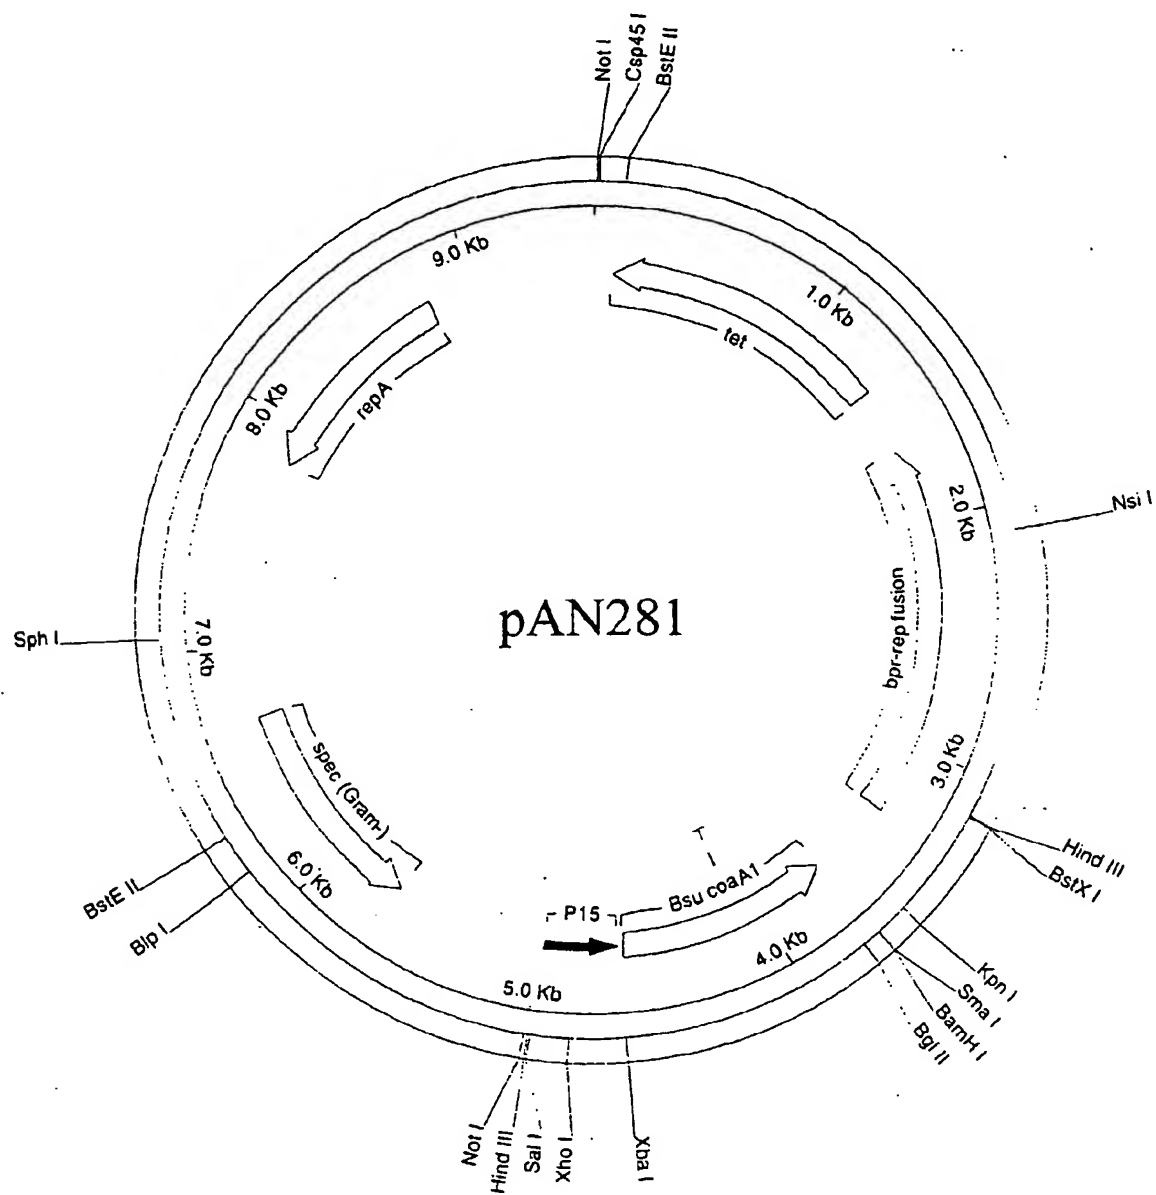 Not I
Csp45 I
BstE II
9.0 Kb
1.0 Kb
tet
repA
8.0 Kb
2.0 Kb
Nsi I
bpr-rep fusion
pAN281
Sph I
7.0 Kb
spec (Gram-)
3.0 Kb
Hind III
BstX I
T
Bsu coaA1
P15
6.0 Kb
BstE II
Blp I
4.0 Kb
Kpn I
Sma I
BamH I
Bgl II
5.0 Kb
Not I
Hind III
Sal I
Xho I
Xba I